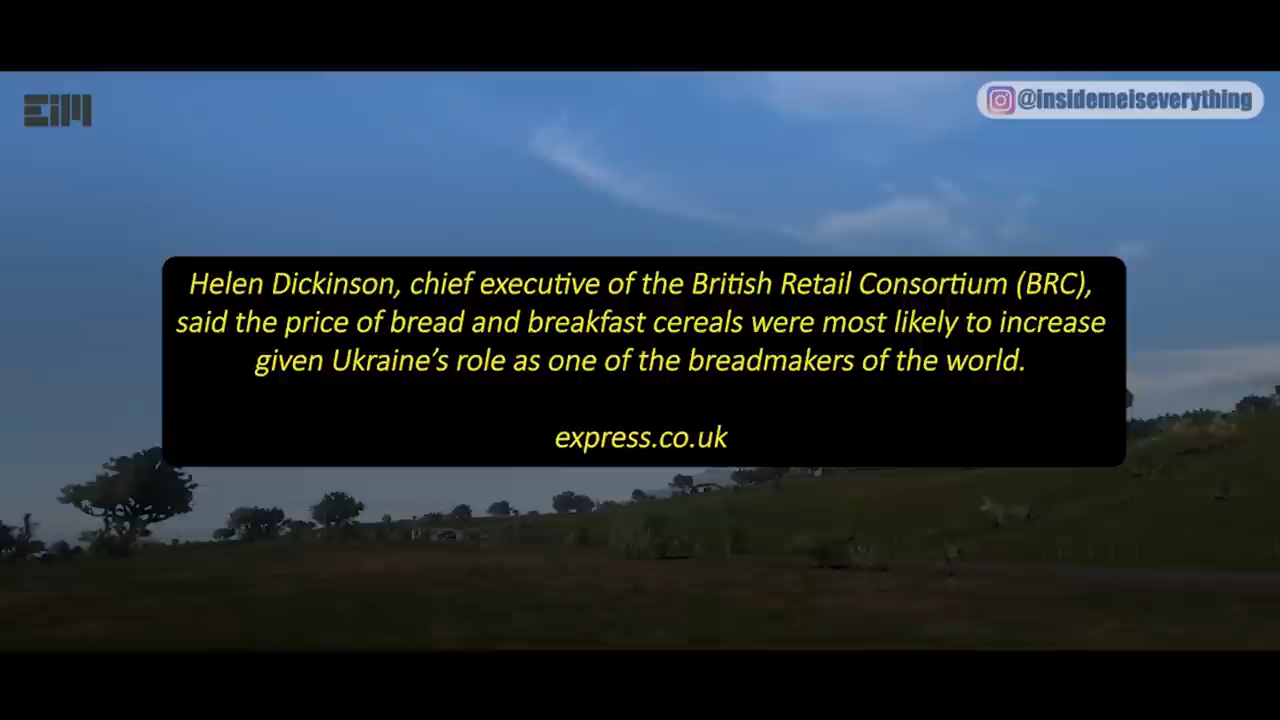 EiM
@insidemeiseverything
Helen Dickinson, chief executive of the British Retail Consortium (BRC),
said the price of bread and breakfast cereals were most likely to increase
given Ukraine’s role as one of the breadmakers of the world.
express.co.uk